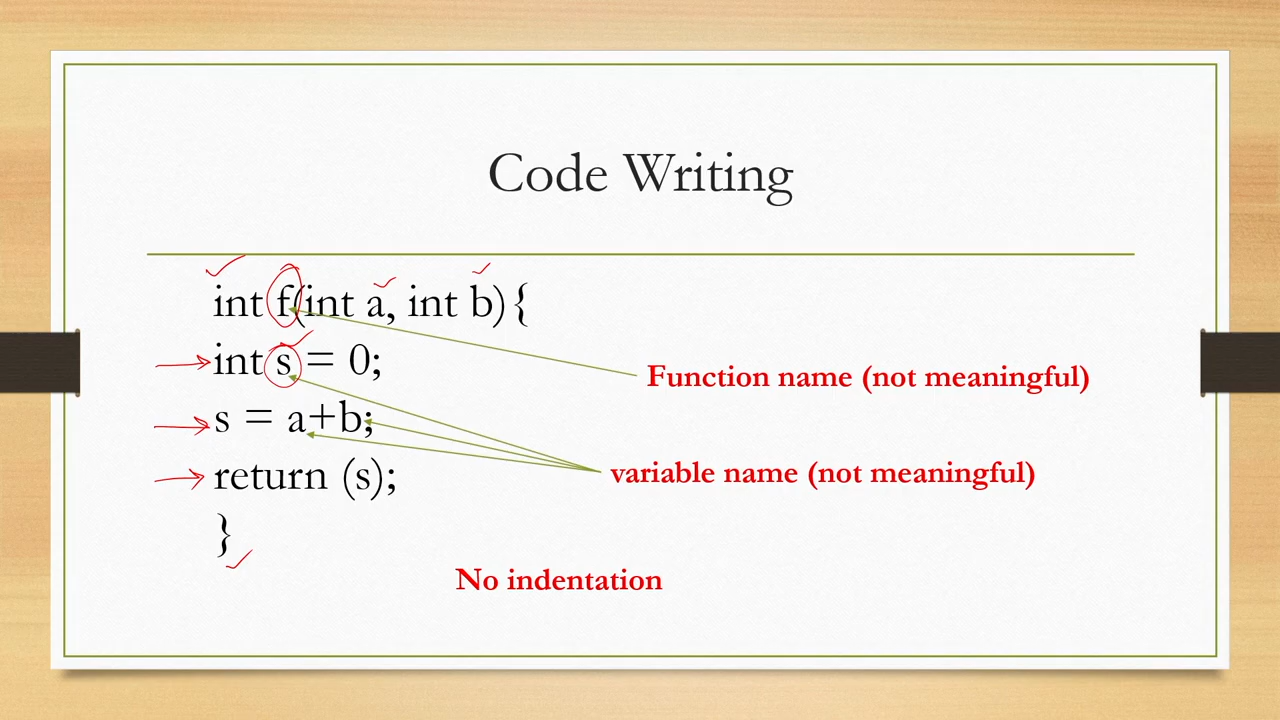 Code Writing
int f(int a, int b){
int s = 0;
Function name (not meaningful)
s = a+b;
variable name (not meaningful)
return (s);
}
No indentation